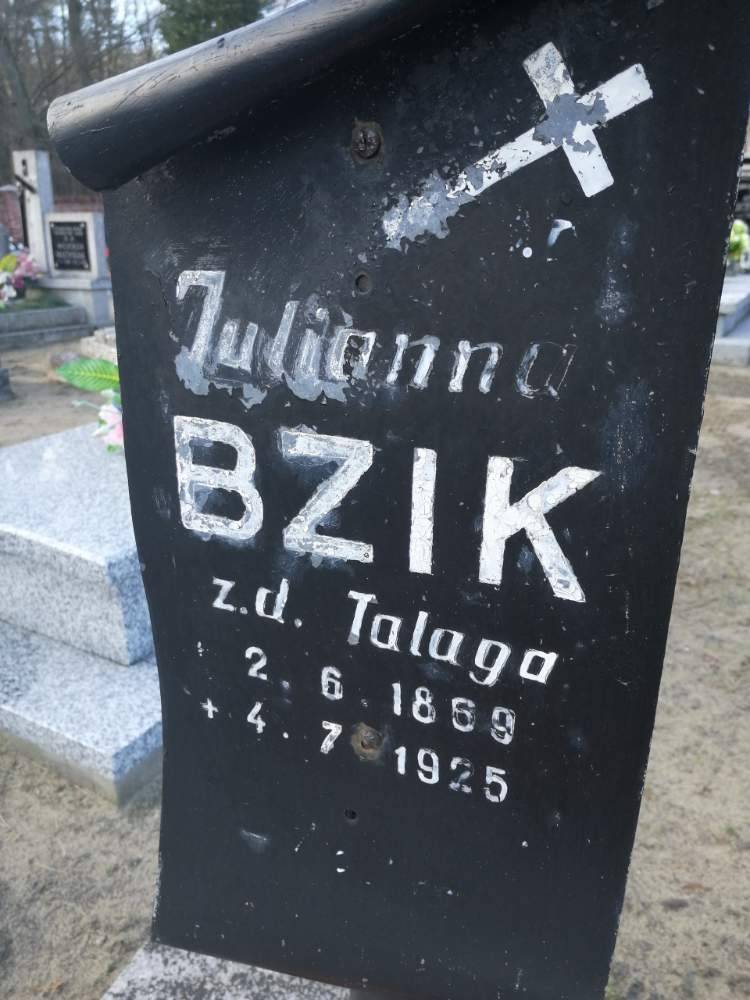 Julianna
BZIK
z.d. Talaga
* 2. 6. 1869
+ 4. 7 1925